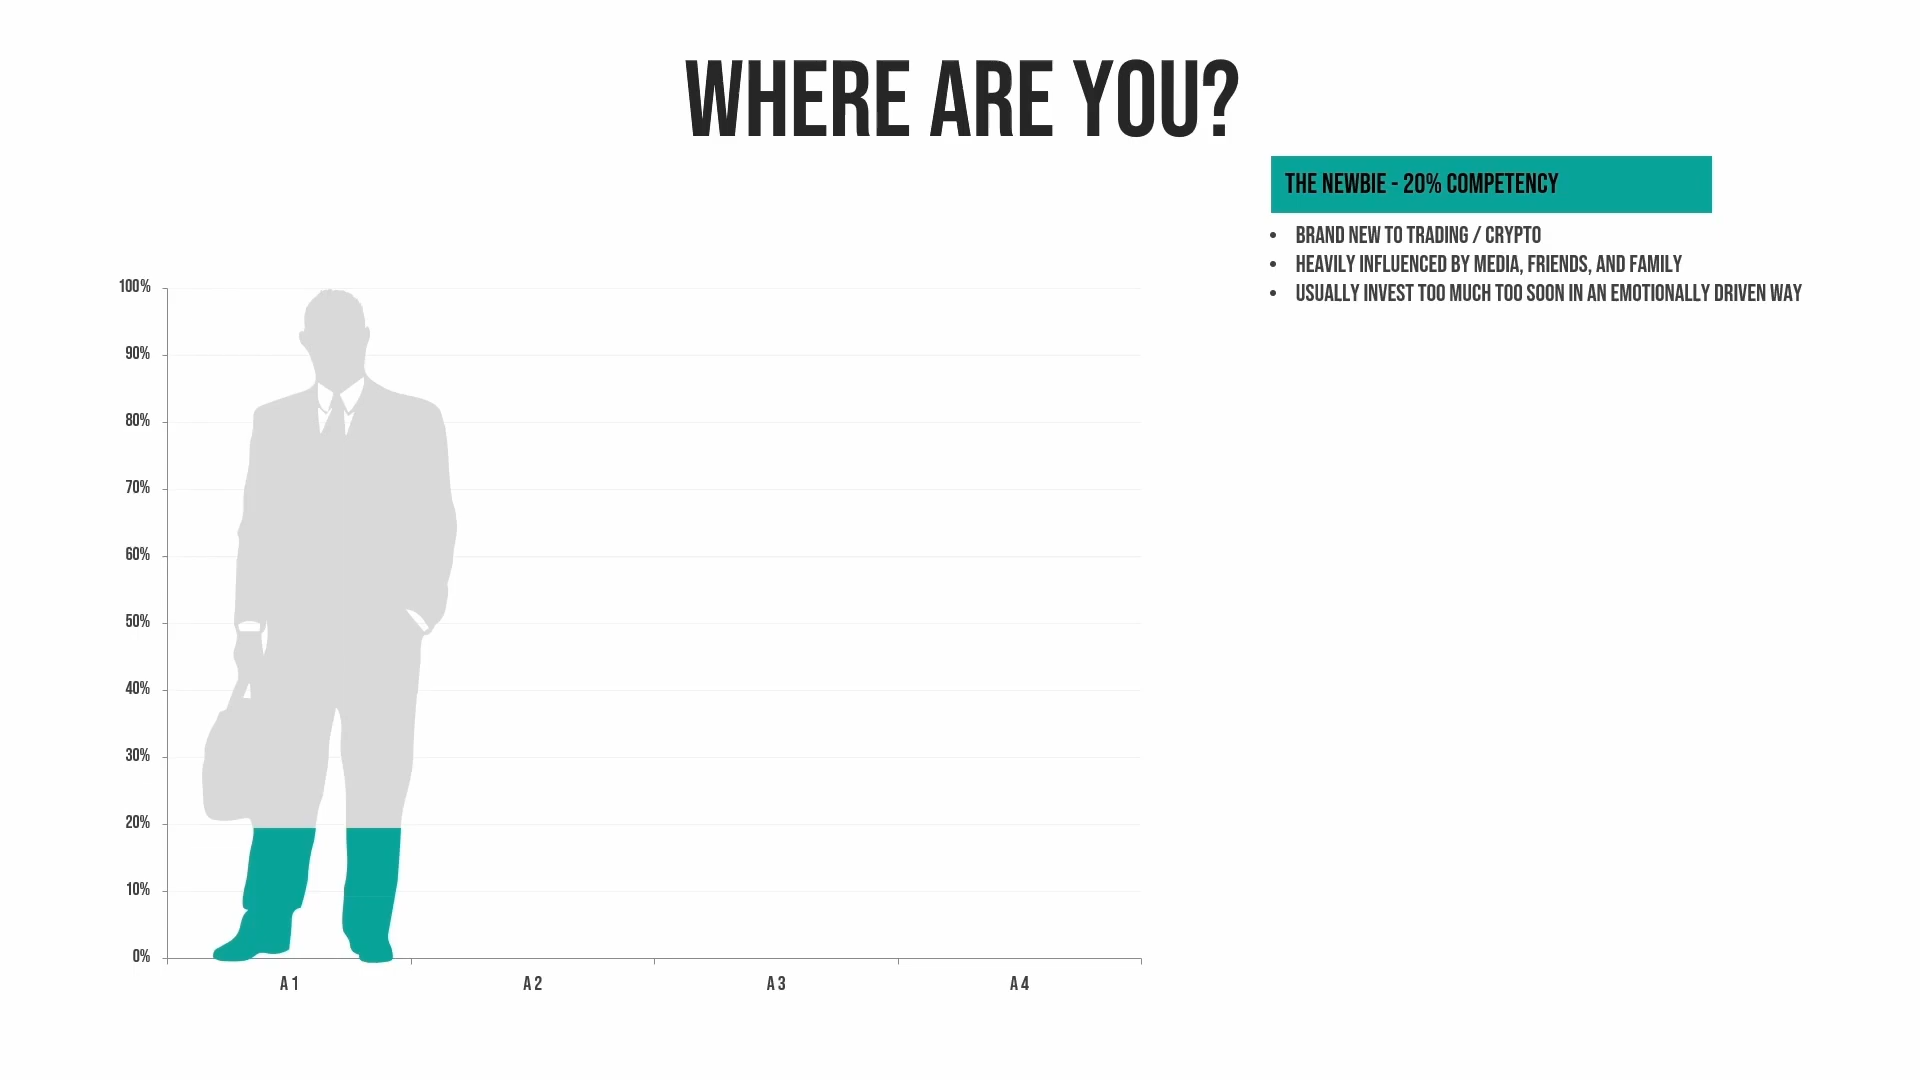 WHERE ARE YOU?
THE NEWBIE - 20% COMPETENCY
• BRAND NEW TO TRADING / CRYPTO
• HEAVILY INFLUENCED BY MEDIA, FRIENDS, AND FAMILY
• USUALLY INVEST TOO MUCH TOO SOON IN AN EMOTIONALLY DRIVEN WAY
100%
90%
80%
70%
60%
50%
40%
30%
20%
10%
0%
A1 A2 A3 A4